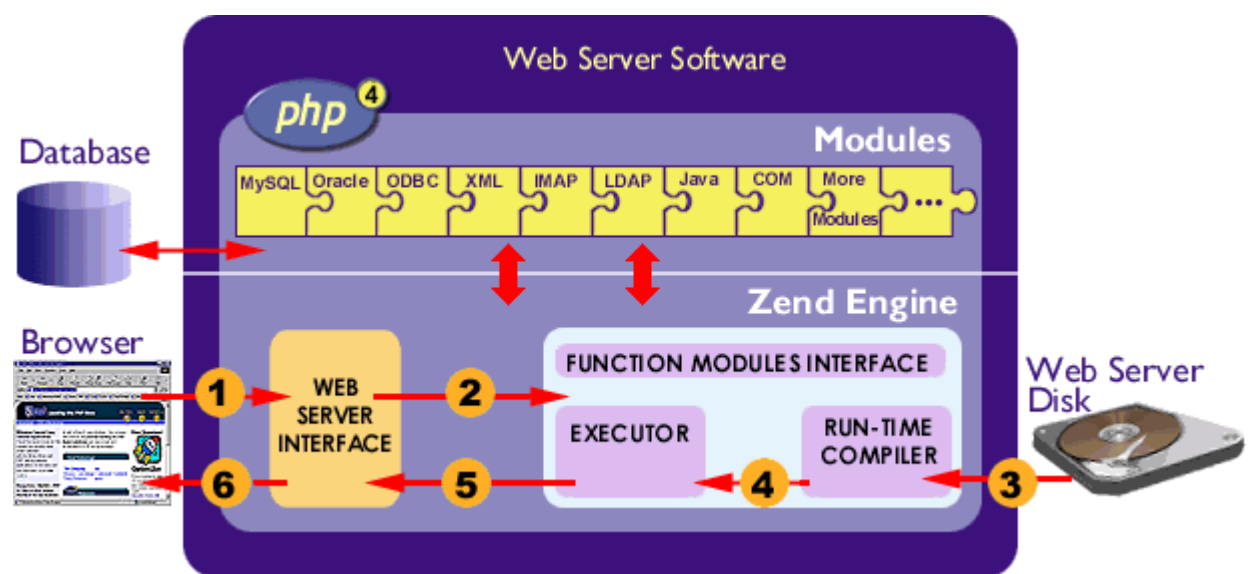 Web Server Software
php 4
Modules
Database
MySQL Oracle ODBC XML IMAP LDAP Java COM More ...
Modules
Zend Engine
Browser
FUNCTION MODULES INTERFACE
Web Server
Disk
1
WEB
SERVER
INTERFACE
2
EXECUTOR
RUN-TIME
COMPILER
6
5
4
3